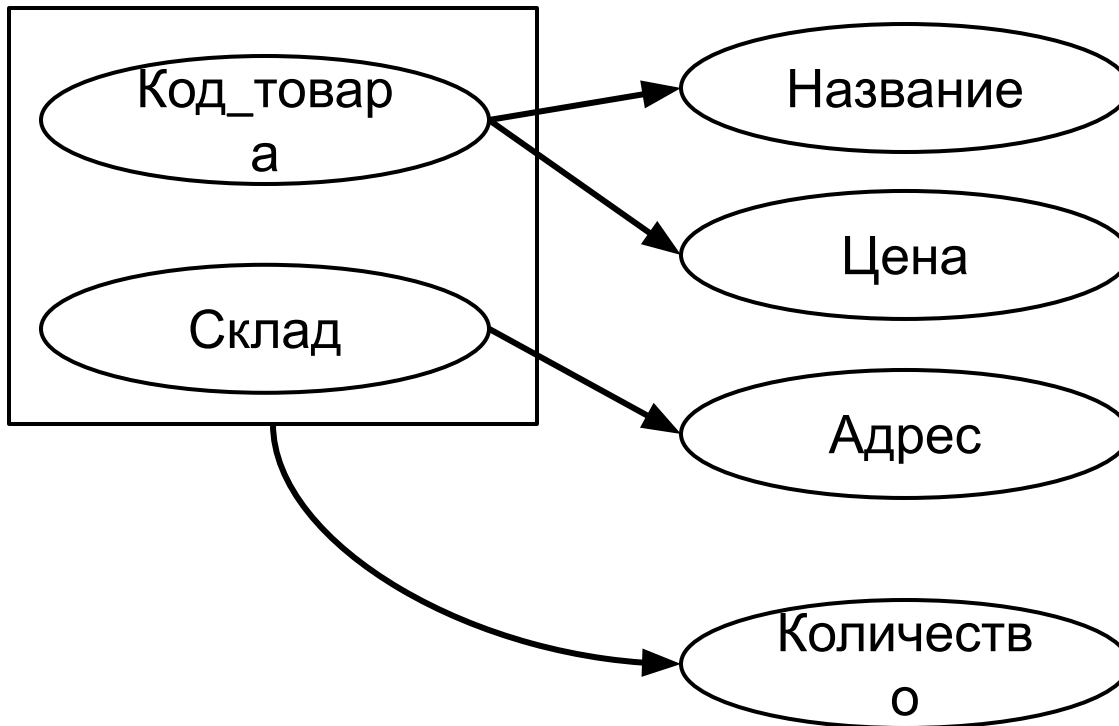 Код_товар
а
Название
Цена
Склад
Адрес
Количеств
о